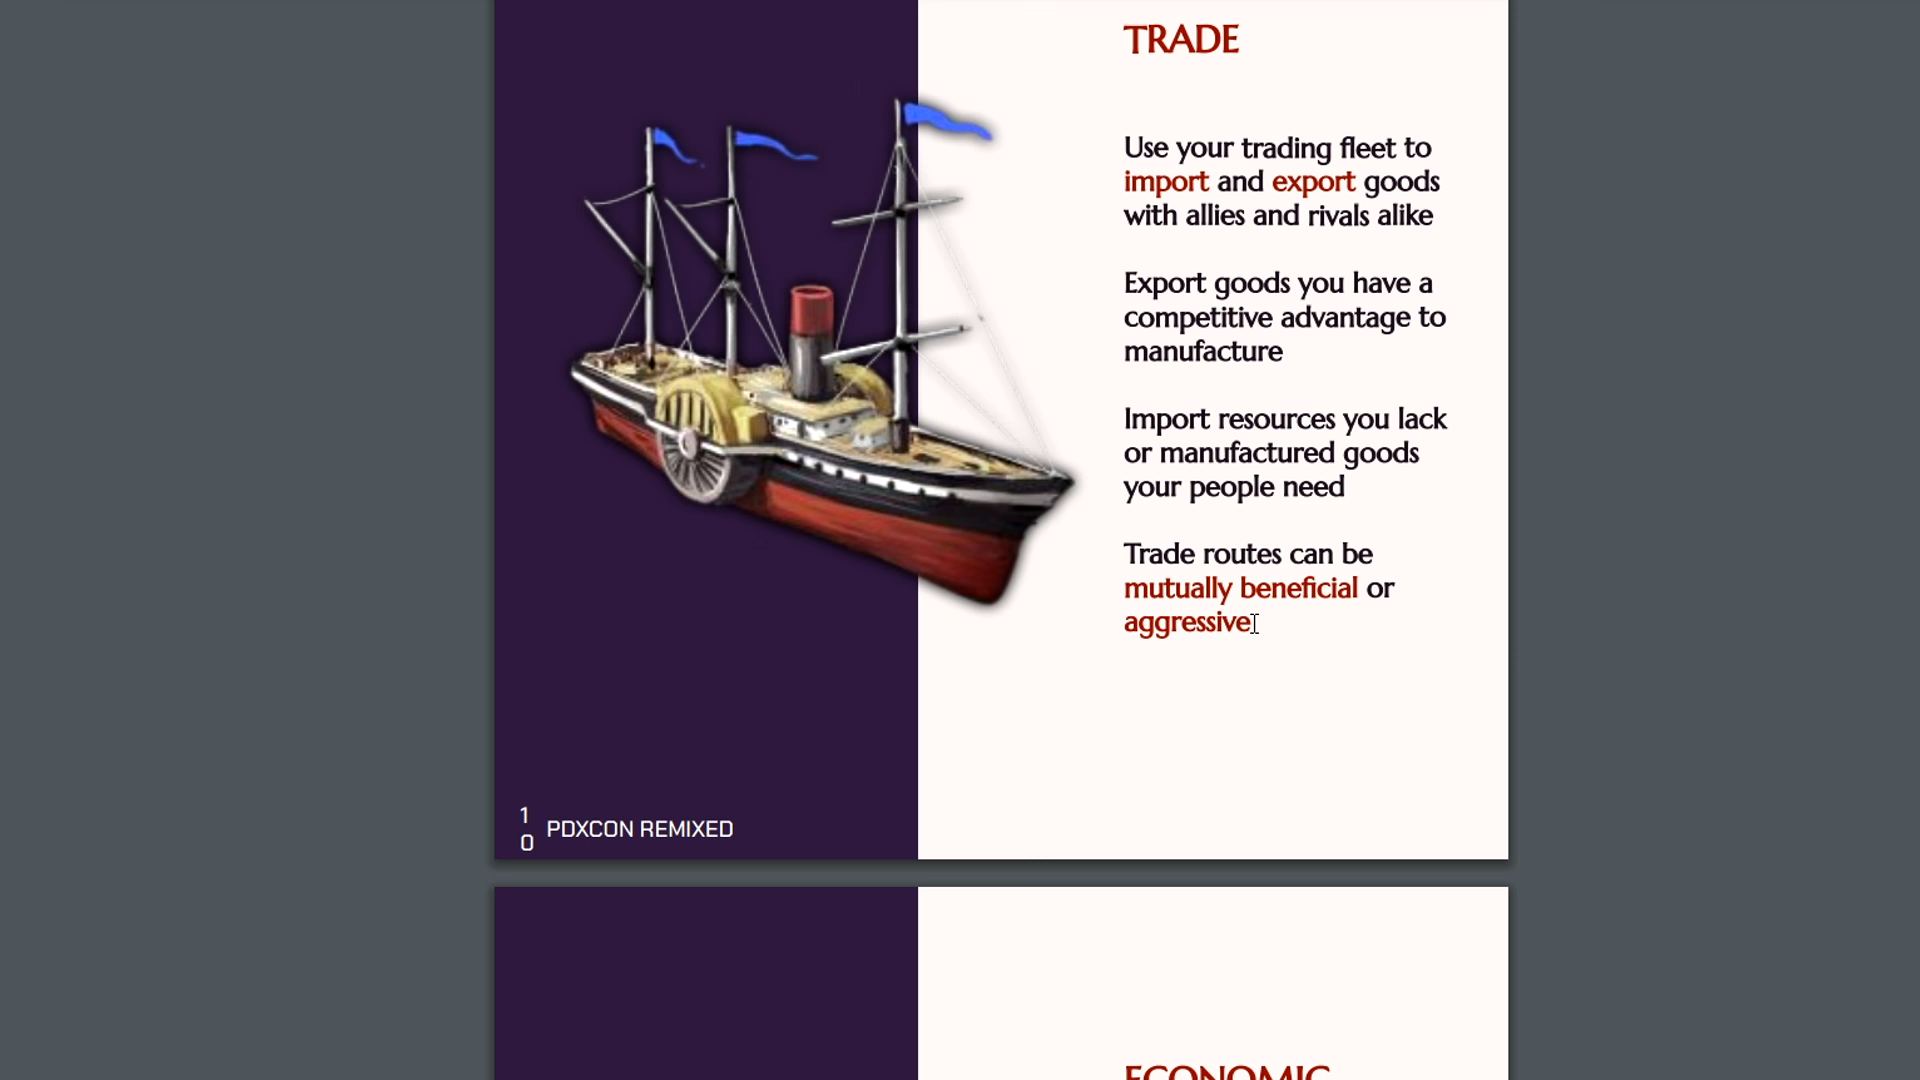 TRADE
Use your trading fleet to
import and export goods
with allies and rivals alike
Export goods you have a
competitive advantage to
manufacture
Import resources you lack
or manufactured goods
your people need
Trade routes can be
mutually beneficial or
aggressive
1
0
PDXCON REMIXED
ECONOMIC